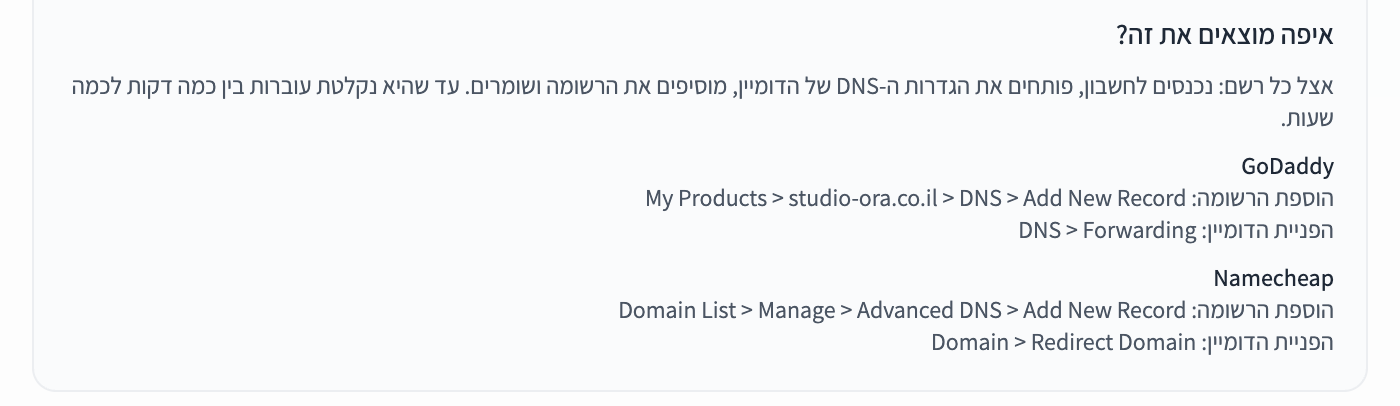 איפה מוצאים את זה?
אצל כל רשם: נכנסים לחשבון, פותחים את הגדרות ה-DNS של הדומיין, מוסיפים את הרשומה ושומרים. עד שהיא נקלטת עוברות בין כמה דקות לכמה
שעות.
GoDaddy
הוספת הרשומה: My Products > studio-ora.co.il > DNS > Add New Record
הפניית הדומיין: DNS > Forwarding
Namecheap
הוספת הרשומה: Domain List > Manage > Advanced DNS > Add New Record
הפניית הדומיין: Domain > Redirect Domain